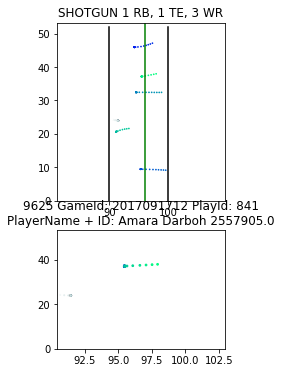 SHOTGUN 1 RB, 1 TE, 3 WR
50
40
30
20
10
0
90 100
9625 GameId: 2017091712 PlayId: 841
PlayerName + ID: Amara Darboh 2557905.0
40
20
0
92.5 95.0 97.5 100.0 102.5